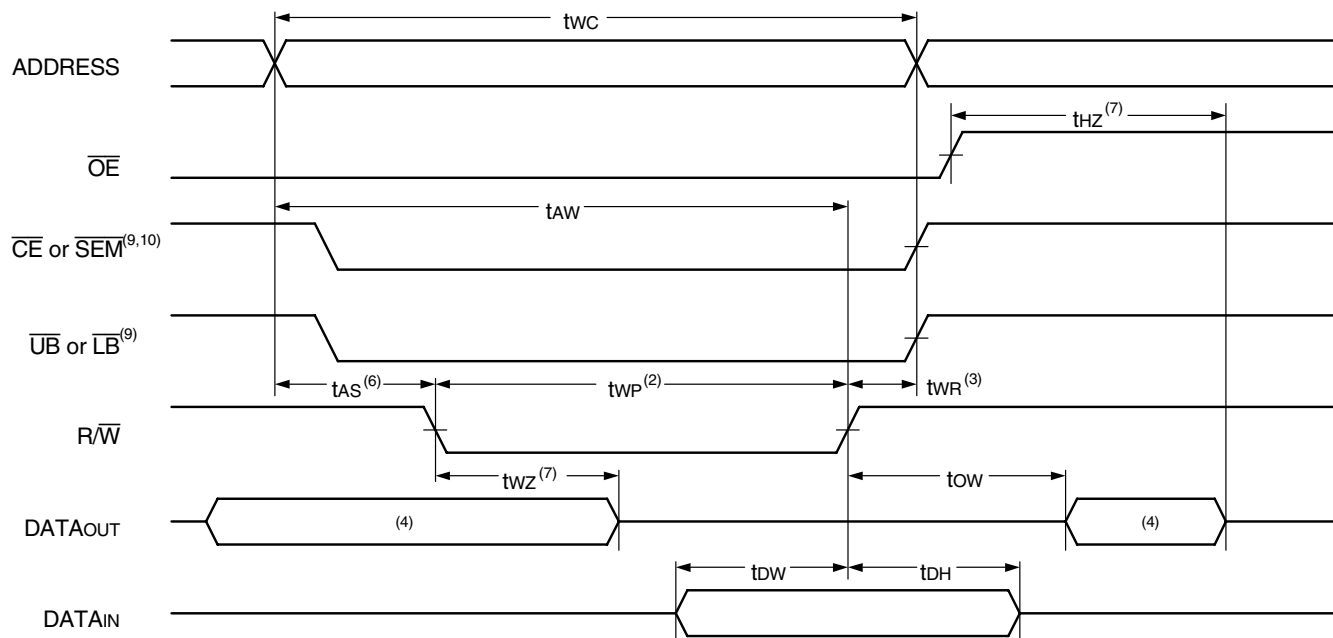 tWC
ADDRESS
tHZ(7)
OE
tAW
CE or SEM(9,10)
UB or LB(9)
tAS(6) tWP(2) tWR(3)
R/W
tWZ(7) tOW
DATAOUT (4) (4)
tDW tDH
DATAIN